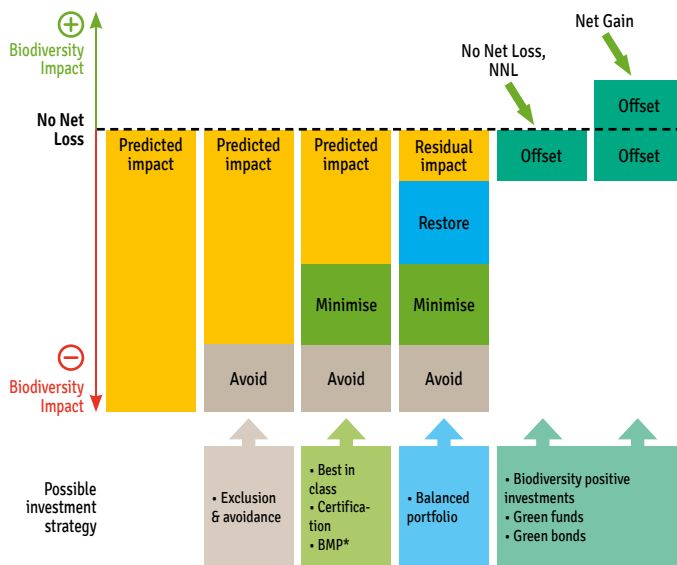 Net Gain
+
Biodiversity
Impact
No Net Loss,
NNL
No Net
Loss
Offset
Predicted
impact
Predicted
impact
Predicted
impact
Residual
impact
Offset
Offset
Restore
Minimise
Minimise
−
Biodiversity
Impact
Avoid
Avoid
Avoid
Possible
investment
strategy
• Exclusion
& avoidance
• Best in
class
• Certifica-
tion
• BMP*
• Balanced
portfolio
• Biodiversity positive
investments
• Green funds
• Green bonds